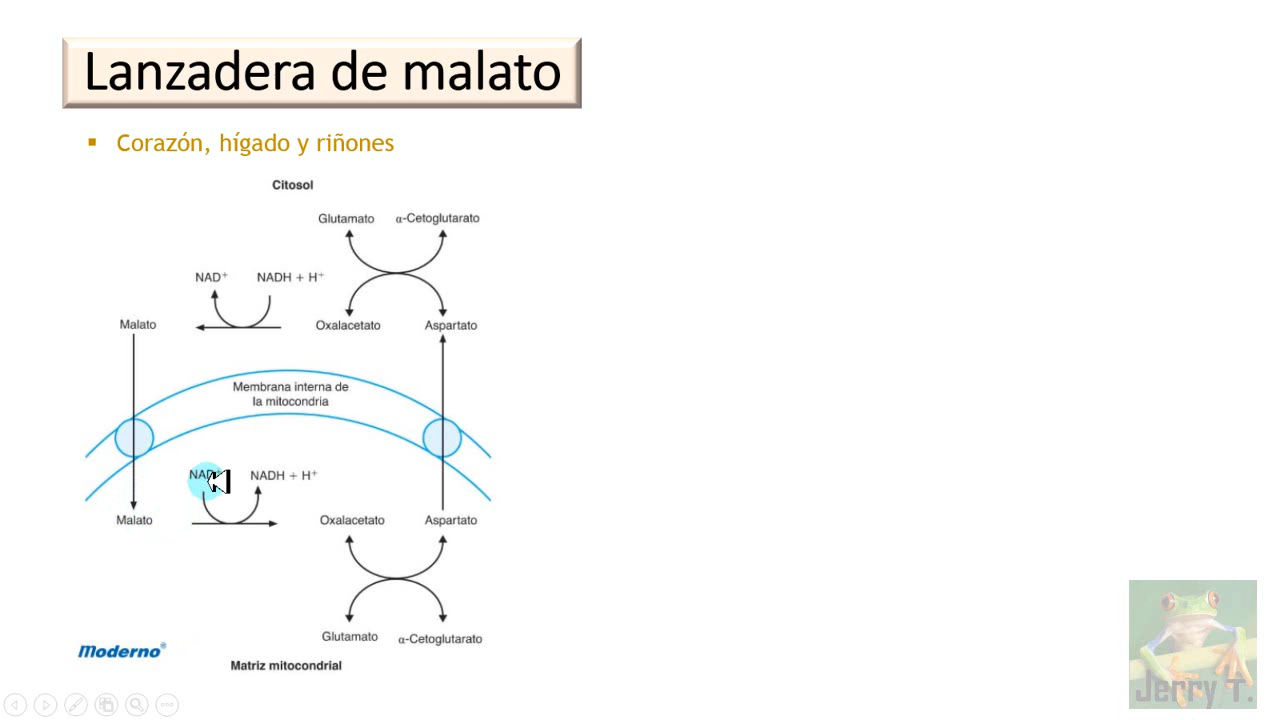 Lanzadera de malato
▪ Corazón, hígado y riñones
Citosol
Glutamato α-Cetoglutarato
NAD⁺ NADH + H⁺
Malato Oxalacetato Aspartato
Membrana interna de
la mitocondria
NAD⁺ NADH + H⁺
Malato Oxalacetato Aspartato
Glutamato α-Cetoglutarato
Moderno®
Matriz mitocondrial
Jerry T.